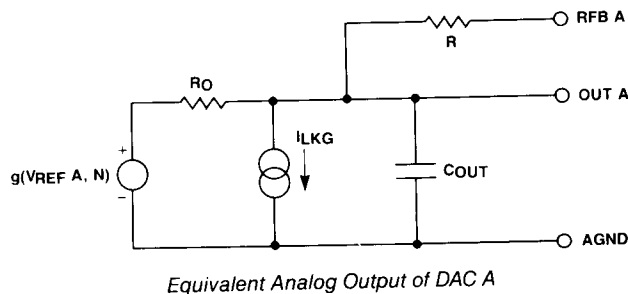 RFB A
R
RO
OUT A
ILKG
+
g(VREF A, N)
COUT
−
AGND
Equivalent Analog Output of DAC A